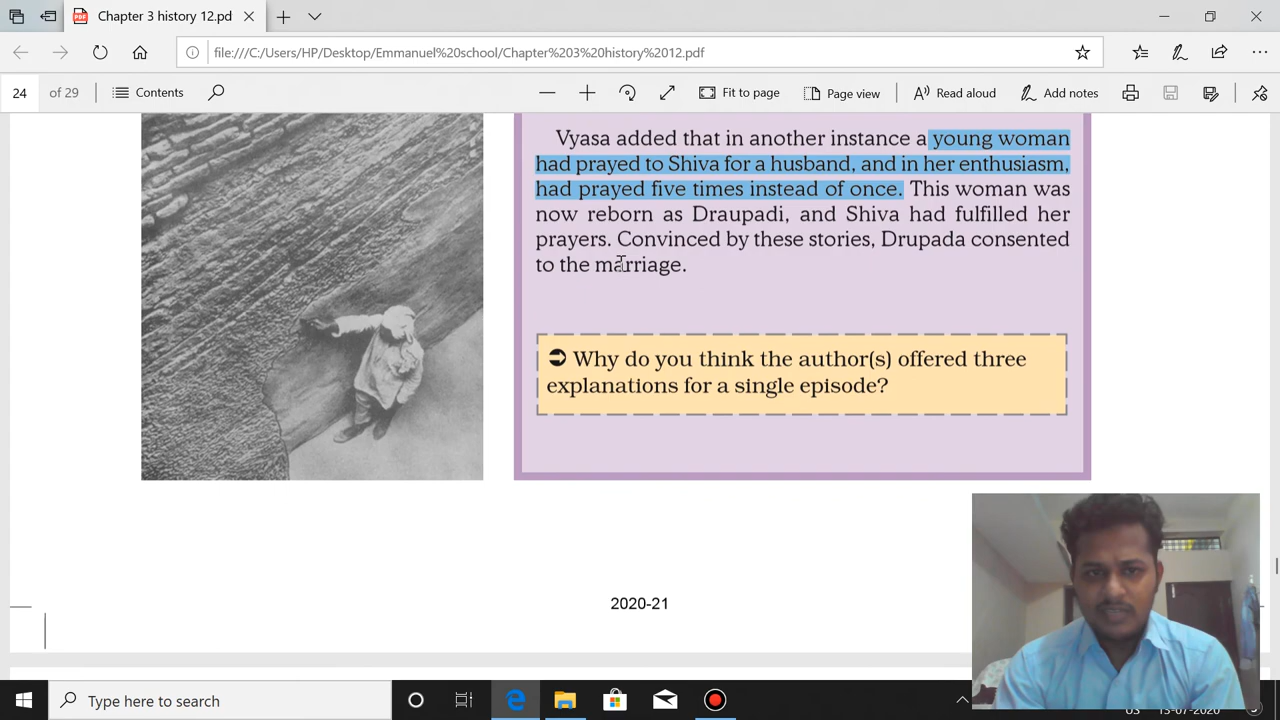 Chapter 3 history 12.pd
file:///C:/Users/HP/Desktop/Emmanuel%20school/Chapter%203%20history%2012.pdf
24 of 29 Contents Fit to page Page view Read aloud Add notes
Vyasa added that in another instance a young woman
had prayed to Shiva for a husband, and in her enthusiasm,
had prayed five times instead of once. This woman was
now reborn as Draupadi, and Shiva had fulfilled her
prayers. Convinced by these stories, Drupada consented
to the marriage.
Why do you think the author(s) offered three
explanations for a single episode?
2020-21
Type here to search